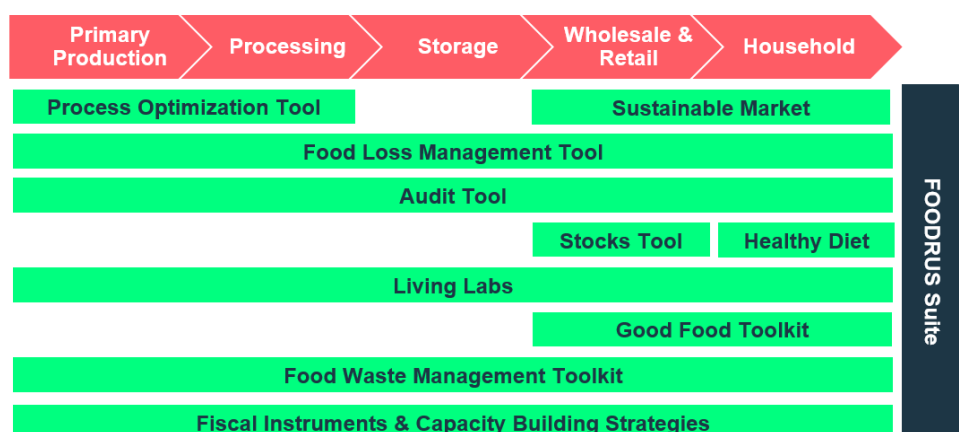 Primary
Production
Processing
Storage
Wholesale &
Retail
Household
Process Optimization Tool
Sustainable Market
Food Loss Management Tool
Audit Tool
Stocks Tool
Healthy Diet
Living Labs
Good Food Toolkit
Food Waste Management Toolkit
Fiscal Instruments & Capacity Building Strategies
FOODRUS Suite